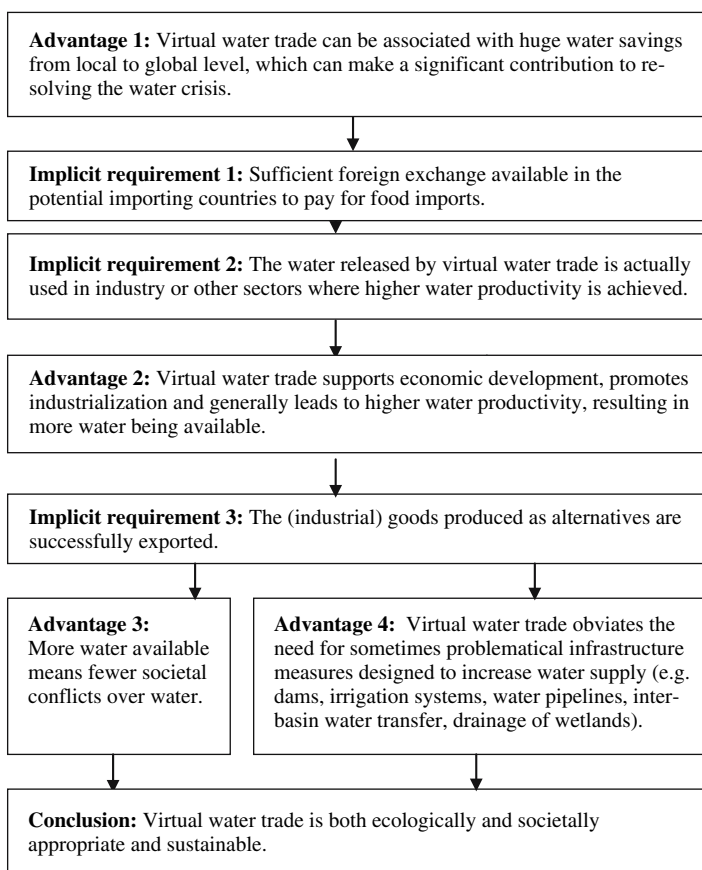 Advantage 1: Virtual water trade can be associated with huge water savings
from local to global level, which can make a significant contribution to re-
solving the water crisis.
Implicit requirement 1: Sufficient foreign exchange available in the
potential importing countries to pay for food imports.
Implicit requirement 2: The water released by virtual water trade is actually
used in industry or other sectors where higher water productivity is achieved.
Advantage 2: Virtual water trade supports economic development, promotes
industrialization and generally leads to higher water productivity, resulting in
more water being available.
Implicit requirement 3: The (industrial) goods produced as alternatives are
successfully exported.
Advantage 3:
More water available
means fewer societal
conflicts over water.
Advantage 4: Virtual water trade obviates the
need for sometimes problematical infrastructure
measures designed to increase water supply (e.g.
dams, irrigation systems, water pipelines, inter-
basin water transfer, drainage of wetlands).
Conclusion: Virtual water trade is both ecologically and societally
appropriate and sustainable.